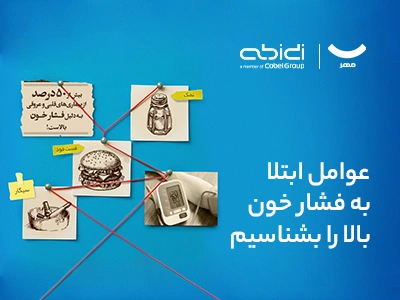 abidi
a member of Cobel Group
مهر
بیش از ۵۰ درصد
از بیماری‌های قلبی و عروقی
به دلیل فشار خون
بالاست!
نمک
فست فود
سیگار
عوامل ابتلا
به فشار خون
بالا را بشناسیم